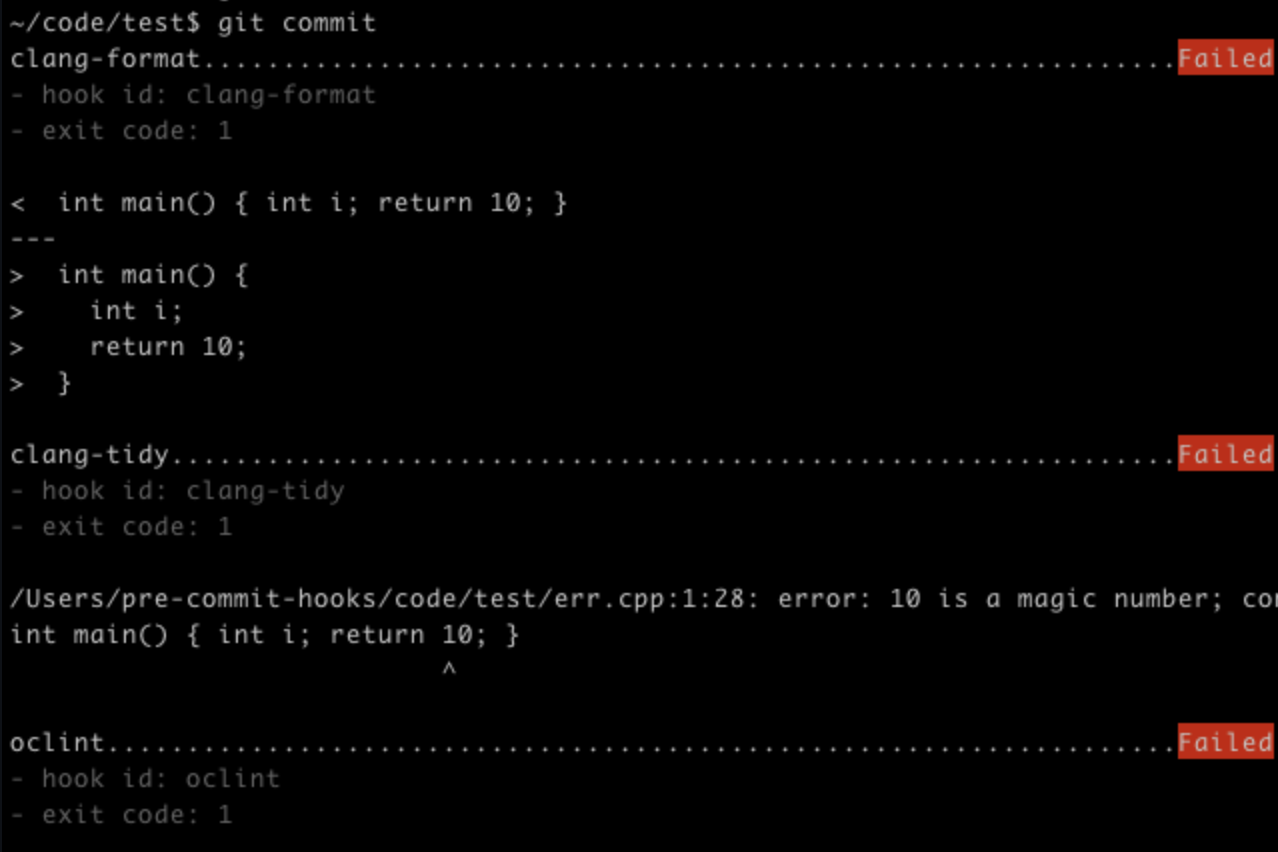 ~/code/test$ git commit
clang-format.............................................................Failed
- hook id: clang-format
- exit code: 1
<  int main() { int i; return 10; }
---
>  int main() {
>    int i;
>    return 10;
>  }
clang-tidy...............................................................Failed
- hook id: clang-tidy
- exit code: 1
/Users/pre-commit-hooks/code/test/err.cpp:1:28: error: 10 is a magic number;
int main() { int i; return 10; }
^
oclint...................................................................Failed
- hook id: oclint
- exit code: 1